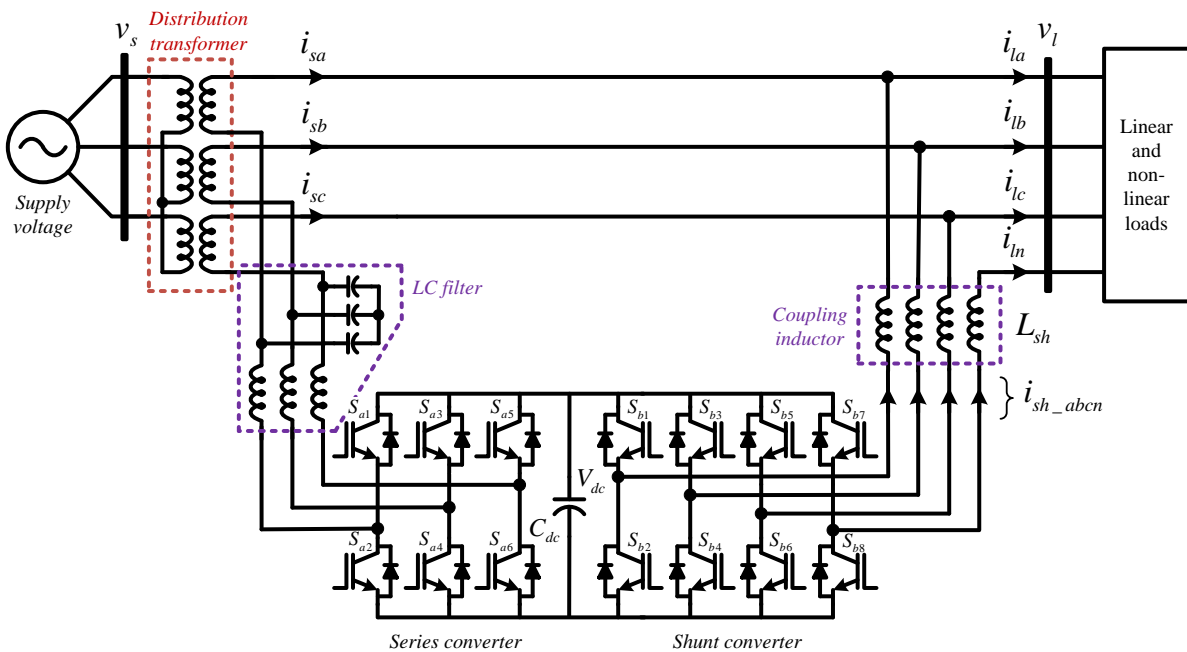 Distribution
transformer
v_s
i_sa
i_la
v_l
i_sb
i_lb
Linear
and
non-
linear
loads
Supply
voltage
i_sc
i_lc
i_ln
LC filter
Coupling
inductor
L_sh
i_sh_abcn
S_a1
S_a3
S_a5
S_b1
S_b3
S_b5
S_b7
V_dc
C_dc
S_a2
S_a4
S_a6
S_b2
S_b4
S_b6
S_b8
Series converter
Shunt converter